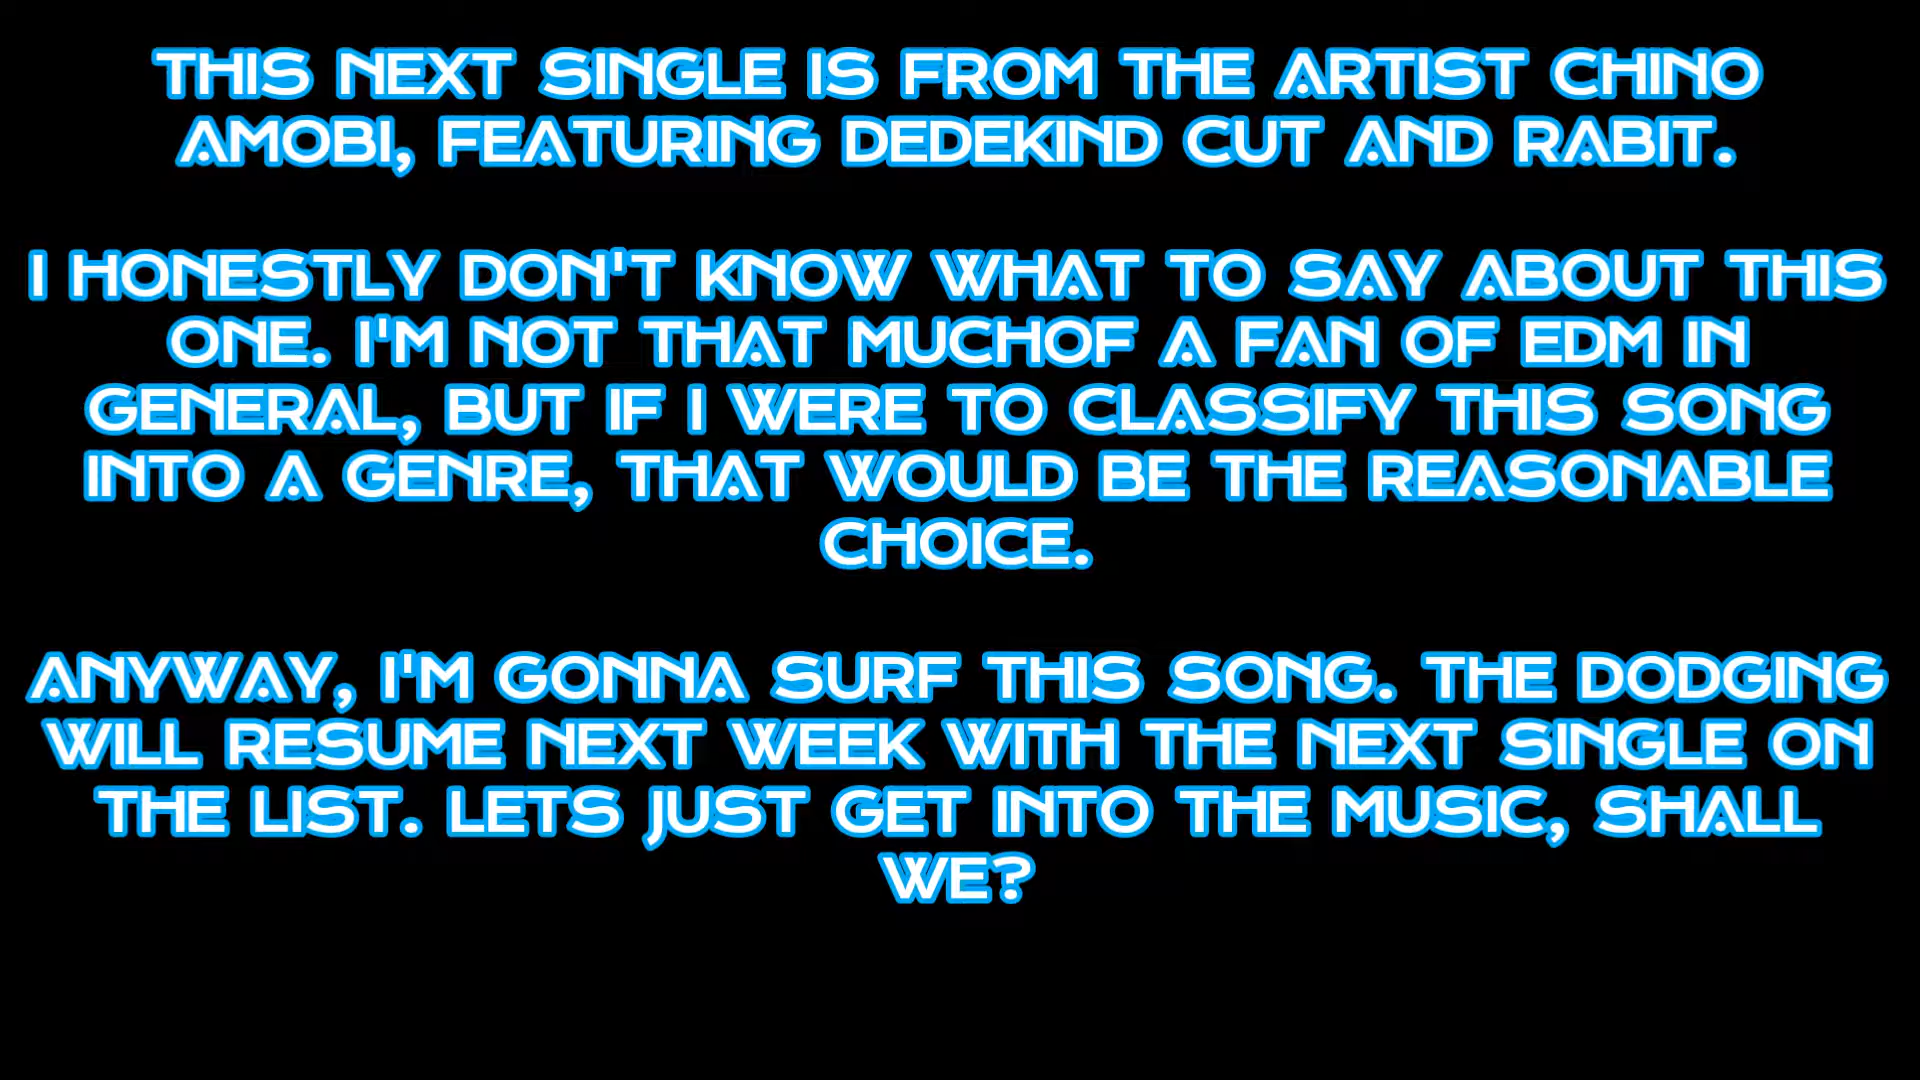 THIS NEXT SINGLE IS FROM THE ARTIST CHINO
AMOBI, FEATURING DEDEKIND CUT AND RABIT.
I HONESTLY DON'T KNOW WHAT TO SAY ABOUT THIS
ONE. I'M NOT THAT MUCHOF A FAN OF EDM IN
GENERAL, BUT IF I WERE TO CLASSIFY THIS SONG
INTO A GENRE, THAT WOULD BE THE REASONABLE
CHOICE.
ANYWAY, I'M GONNA SURF THIS SONG. THE DODGING
WILL RESUME NEXT WEEK WITH THE NEXT SINGLE ON
THE LIST. LETS JUST GET INTO THE MUSIC, SHALL
WE?